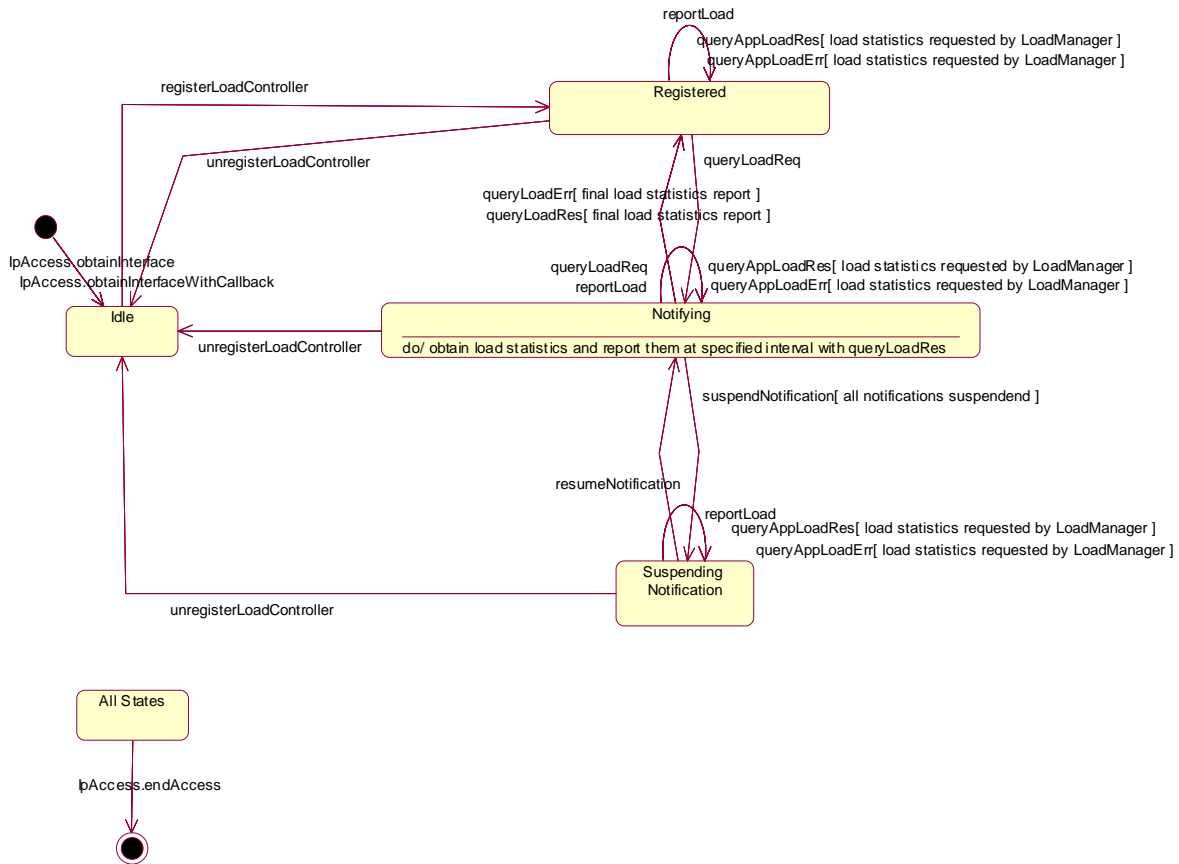 reportLoad
queryAppLoadRes[ load statistics requested by LoadManager ]
queryAppLoadErr[ load statistics requested by LoadManager ]
registerLoadController
Registered
unregisterLoadController
queryLoadReq
queryLoadErr[ final load statistics report ]
queryLoadRes[ final load statistics report ]
IpAccess.obtainInterface
IpAccess.obtainInterfaceWithCallback
queryLoadReq
reportLoad
queryAppLoadRes[ load statistics requested by LoadManager ]
queryAppLoadErr[ load statistics requested by LoadManager ]
Idle
Notifying
unregisterLoadController
do/ obtain load statistics and report them at specified interval with queryLoadRes
suspendNotification[ all notifications suspendend ]
resumeNotification
reportLoad
queryAppLoadRes[ load statistics requested by LoadManager ]
queryAppLoadErr[ load statistics requested by LoadManager ]
Suspending
Notification
unregisterLoadController
All States
IpAccess.endAccess